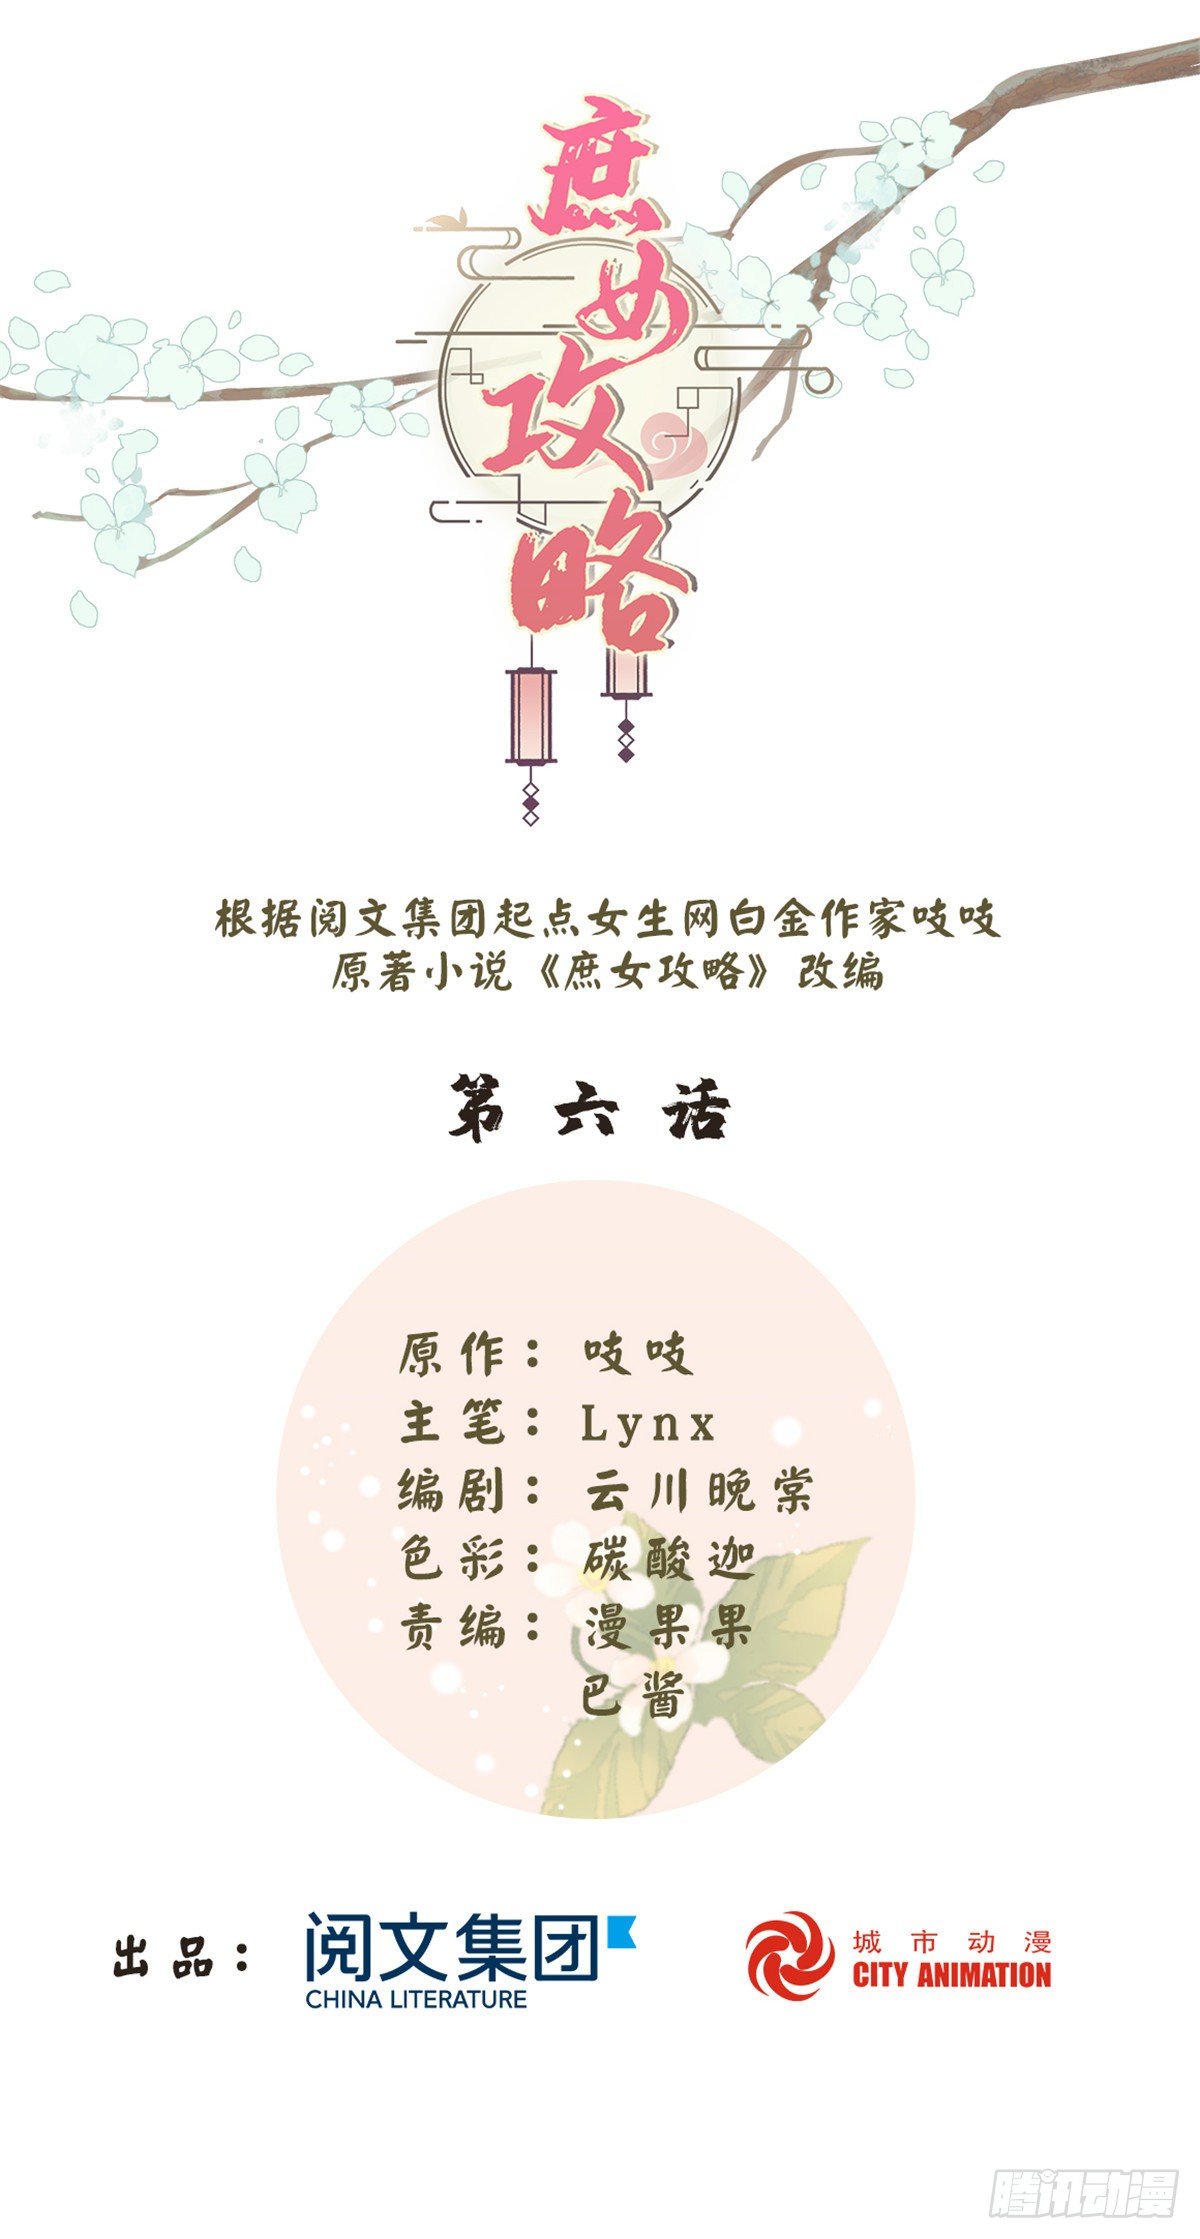 庶女攻略
根据阅文集团起点女生网白金作家吱吱
原著小说《庶女攻略》改编
第六话
原作：吱吱
主笔：Lynx
编剧：云川晚棠
色彩：碳酸迦
责编：漫果果
巴酱
出品：
阅文集团
CHINA LITERATURE
城市动漫
CITY ANIMATION
腾讯动漫